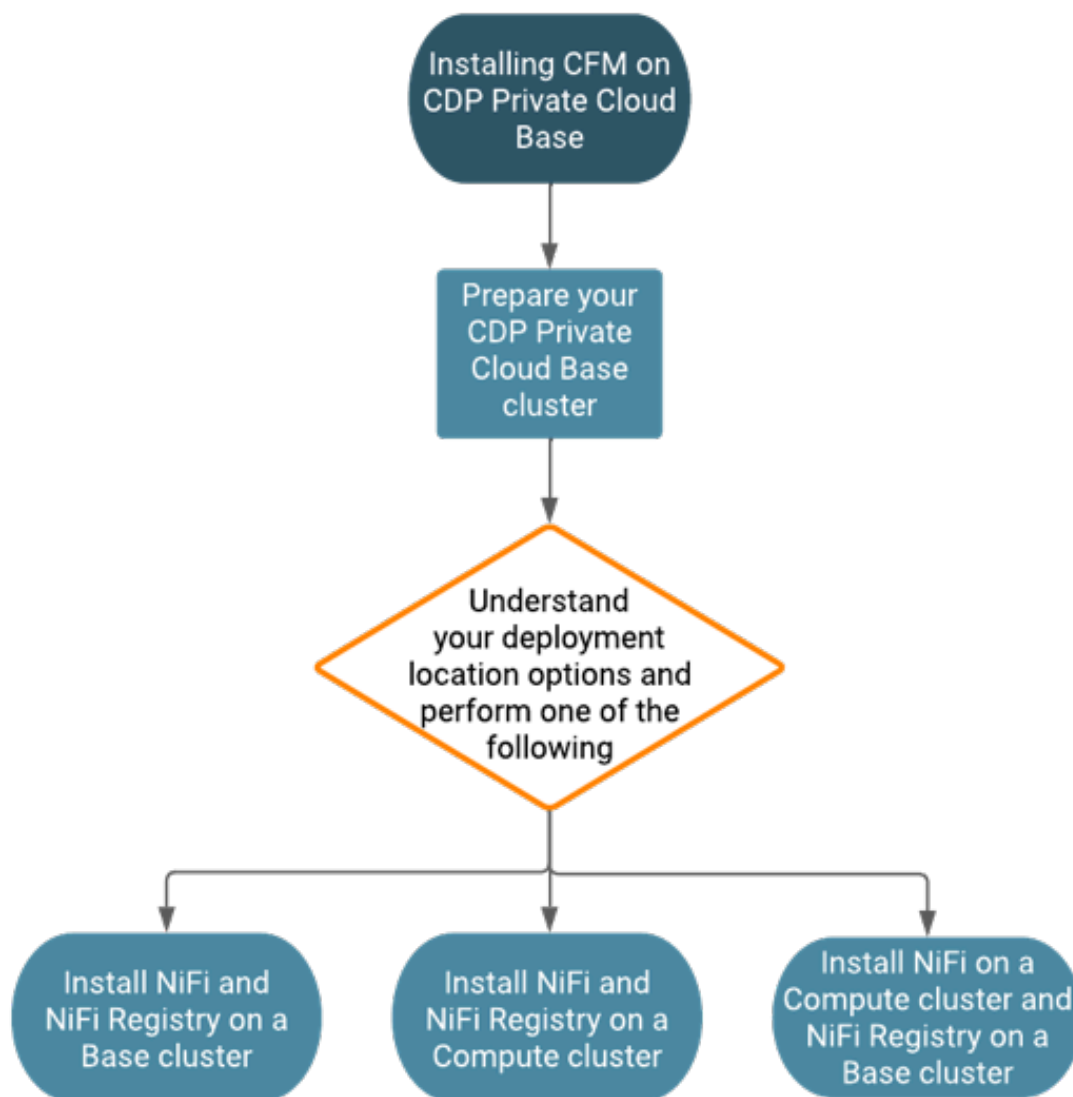 Installing CFM on
CDP Private Cloud
Base
Prepare your
CDP Private
Cloud Base
cluster
Understand
your deployment
location options and
perform one of the
following
Install NiFi and
NiFi Registry on a
Base cluster
Install NiFi and
NiFi Registry on a
Compute cluster
Install NiFi on a
Compute cluster and
NiFi Registry on a
Base cluster